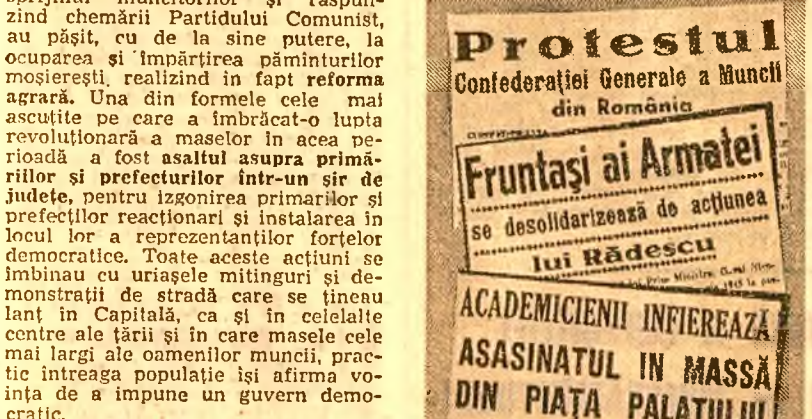 sprijinul muncitorilor și răspun-
zind chemării Partidului Comunist,
au pășit, cu de la sine putere, la
ocuparea și împărțirea pămînturilor
moșierești, realizind in fapt reforma
agrară. Una din formele cele mai
ascuțite pe care a îmbrăcat-o lupta
revoluționară a maselor în acea pe-
rioadă a fost asaltul asupra primă-
riilor și prefecturilor într-un șir de
județe, pentru izgonirea primarilor și
prefecților reacționari și instalarea în
locul lor a reprezentanților forțelor
democratice. Toate aceste acțiuni se
îmbinau cu uriașele mitinguri și de-
monstrații de stradă care se țineau
lanț în Capitală, ca și în celelalte
centre ale țării și în care masele cele
mai largi ale oamenilor muncii, prac-
tic întreaga populație își afirma vo-
ința de a impune un guvern demo-
cratic.
Protestul
Confederației Generale a Muncii
din România
Fruntași ai Armatei
se desolidarizează de acțiunea
lui Rădescu
ACADEMICIENII INFIEREAZĂ
ASASINATUL IN MASSĂ
DIN PIAȚA PALATULUI